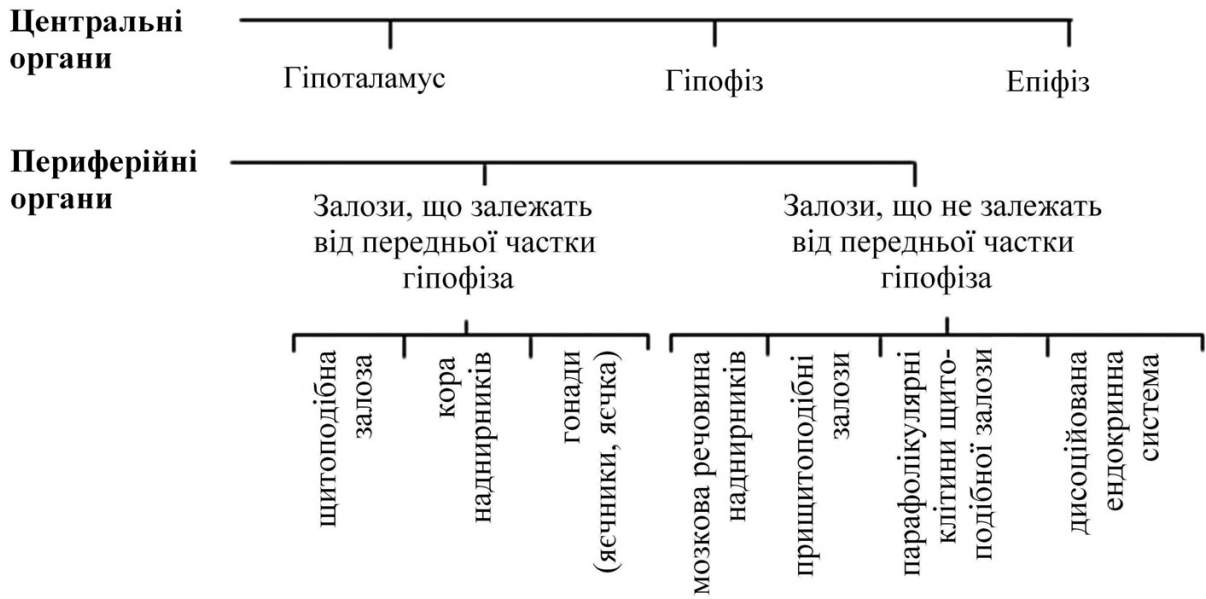 Центральні
органи
Гіпоталамус
Гіпофіз
Епіфіз
Периферійні
органи
Залози, що залежать
від передньої частки
гіпофіза
Залози, що не залежать
від передньої частки
гіпофіза
щитоподібна
залоза
кора
наднирників
гонади
(яєчники, яєчка)
мозкова речовина
наднирників
прищитоподібні
залози
парафолікулярні
клітини щито-
подібної залози
дисоційована
ендокринна
система